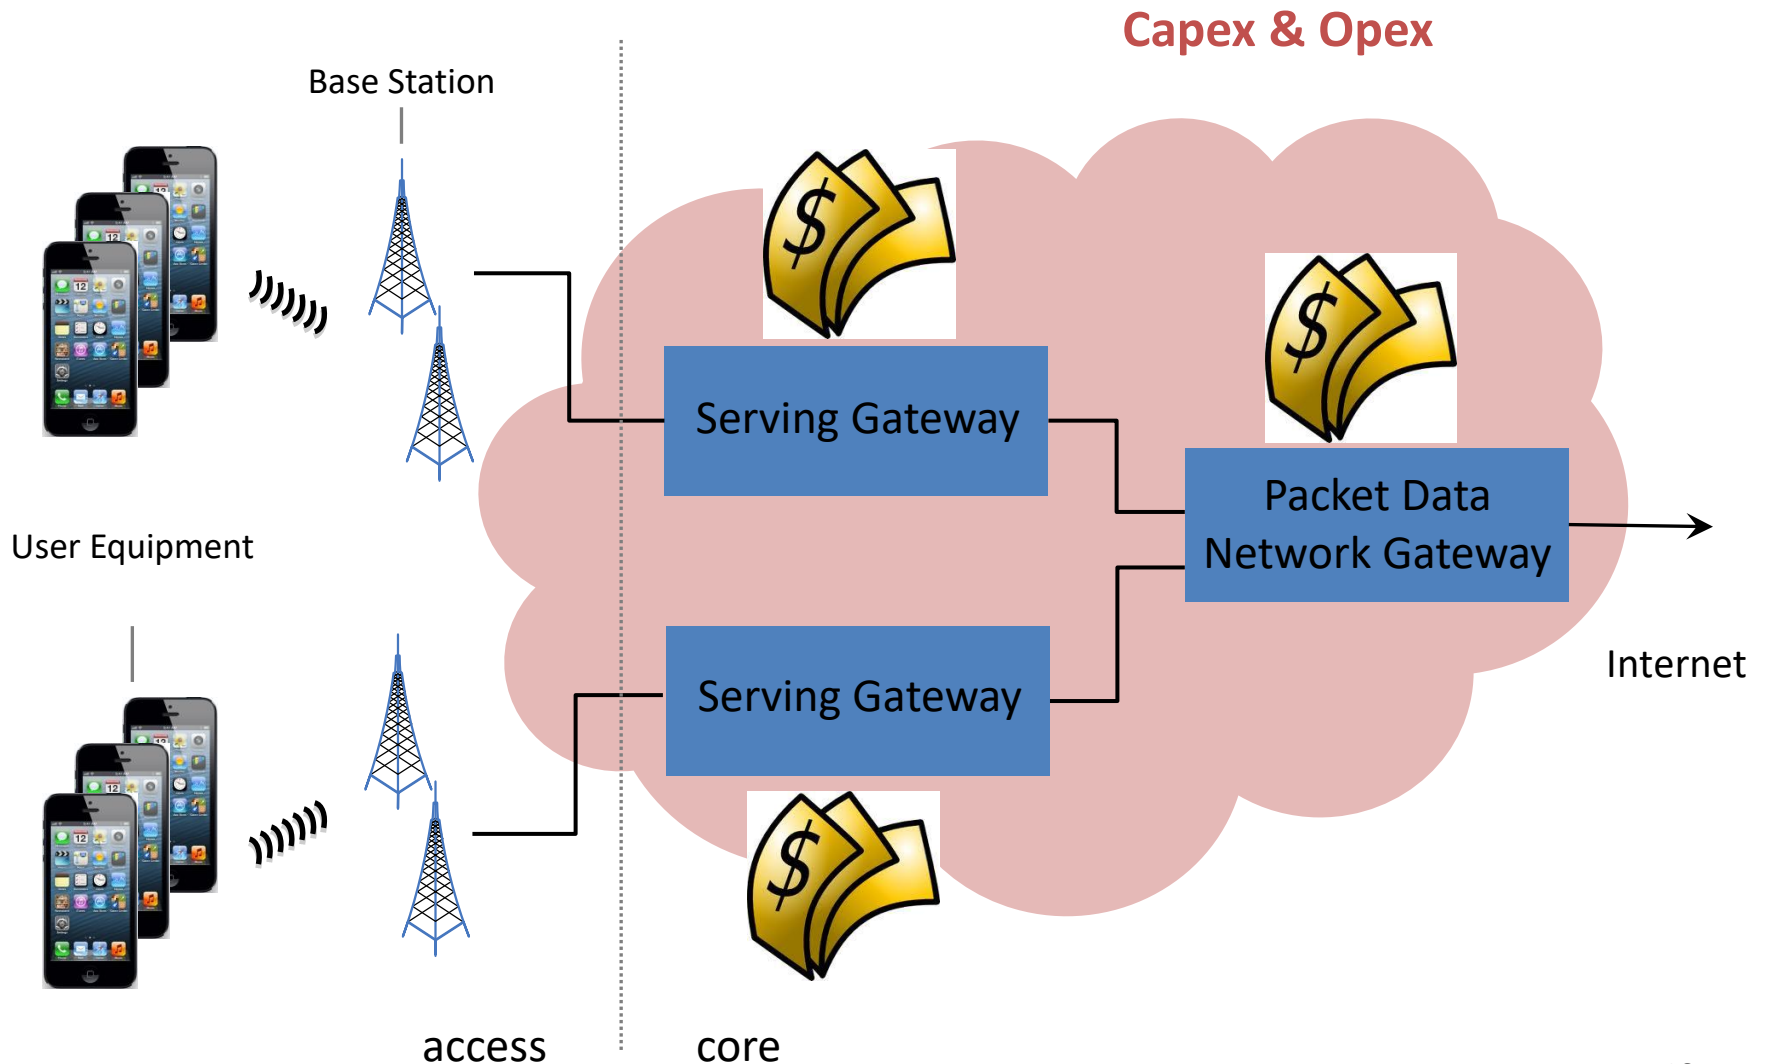 Capex & Opex
Base Station
$
$
Serving Gateway
Packet Data
Network Gateway
User Equipment
Internet
Serving Gateway
$
access
core